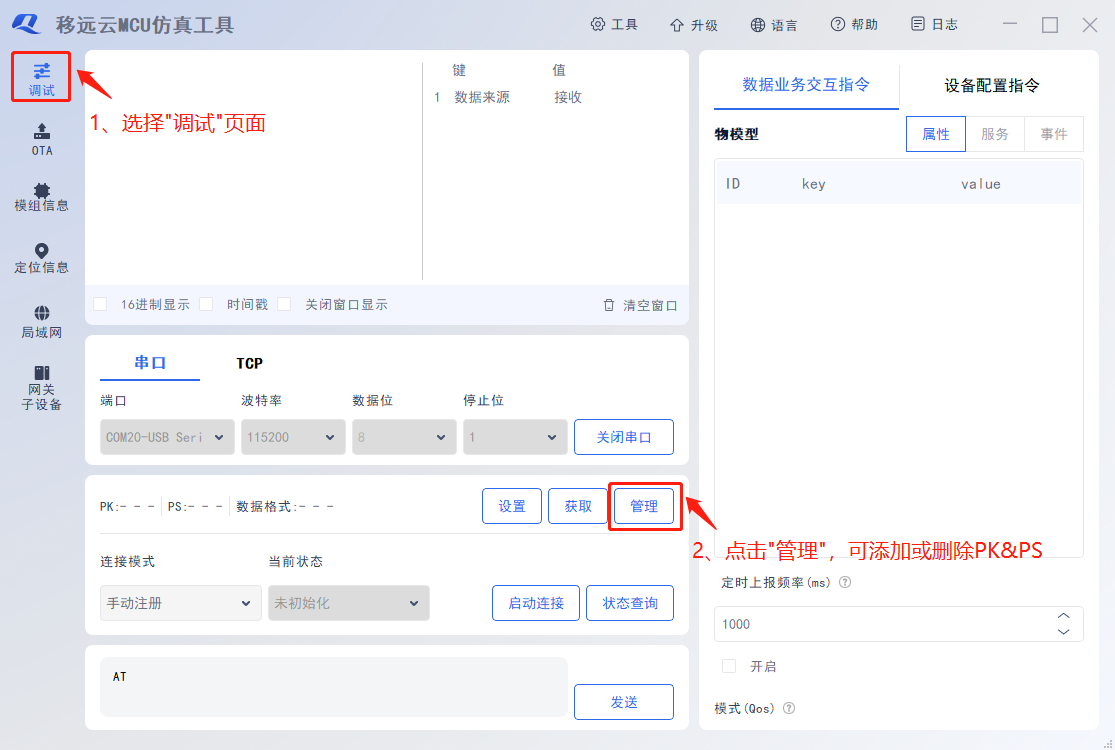 移远云MCU仿真工具
工具 升级 语言 帮助 日志
调试
1、选择"调试"页面
OTA
模组信息
定位信息
局域网
网关
子设备
键 值
1 数据来源 接收
16进制显示 时间戳 关闭窗口显示 清空窗口
串口 TCP
端口 波特率 数据位 停止位
COM20-USB Seri 115200 8 1 关闭串口
PK:- - - PS:- - - 数据格式:- - - 设置 获取 管理
2、点击"管理"，可添加或删除PK&PS
连接模式 当前状态
手动注册 未初始化 启动连接 状态查询
AT
发送
数据业务交互指令 设备配置指令
物模型 属性 服务 事件
ID key value
定时上报频率(ms) ?
1000
开启
模式(Qos) ?